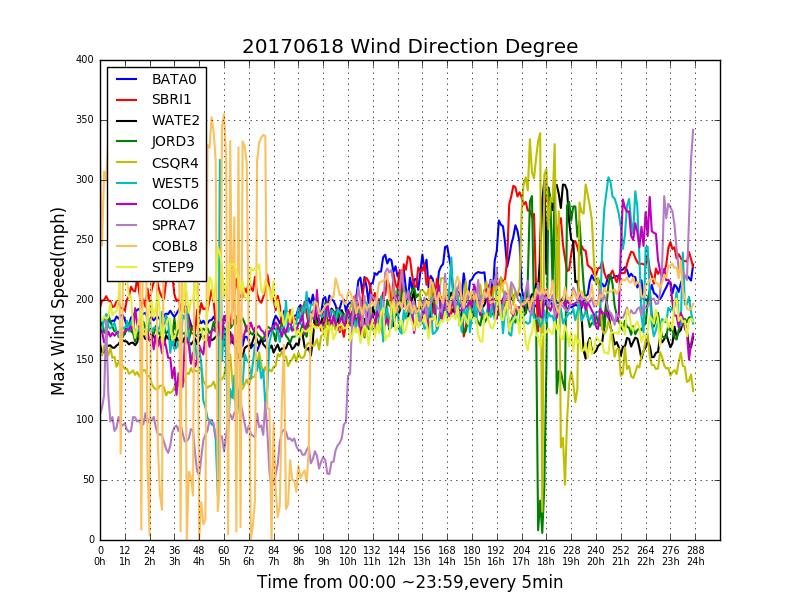 20170618 Wind Direction Degree
Max Wind Speed(mph)
400
350
300
250
200
150
100
50
0
BATA0
SBRI1
WATE2
JORD3
CSQR4
WEST5
COLD6
SPRA7
COBL8
STEP9
0 12 24 36 48 60 72 84 96 108 120 132 144 156 168 180 192 204 216 228 240 252 264 276 288
0h 1h 2h 3h 4h 5h 6h 7h 8h 9h 10h 11h 12h 13h 14h 15h 16h 17h 18h 19h 20h 21h 22h 23h 24h
Time from 00:00 ~23:59,every 5min